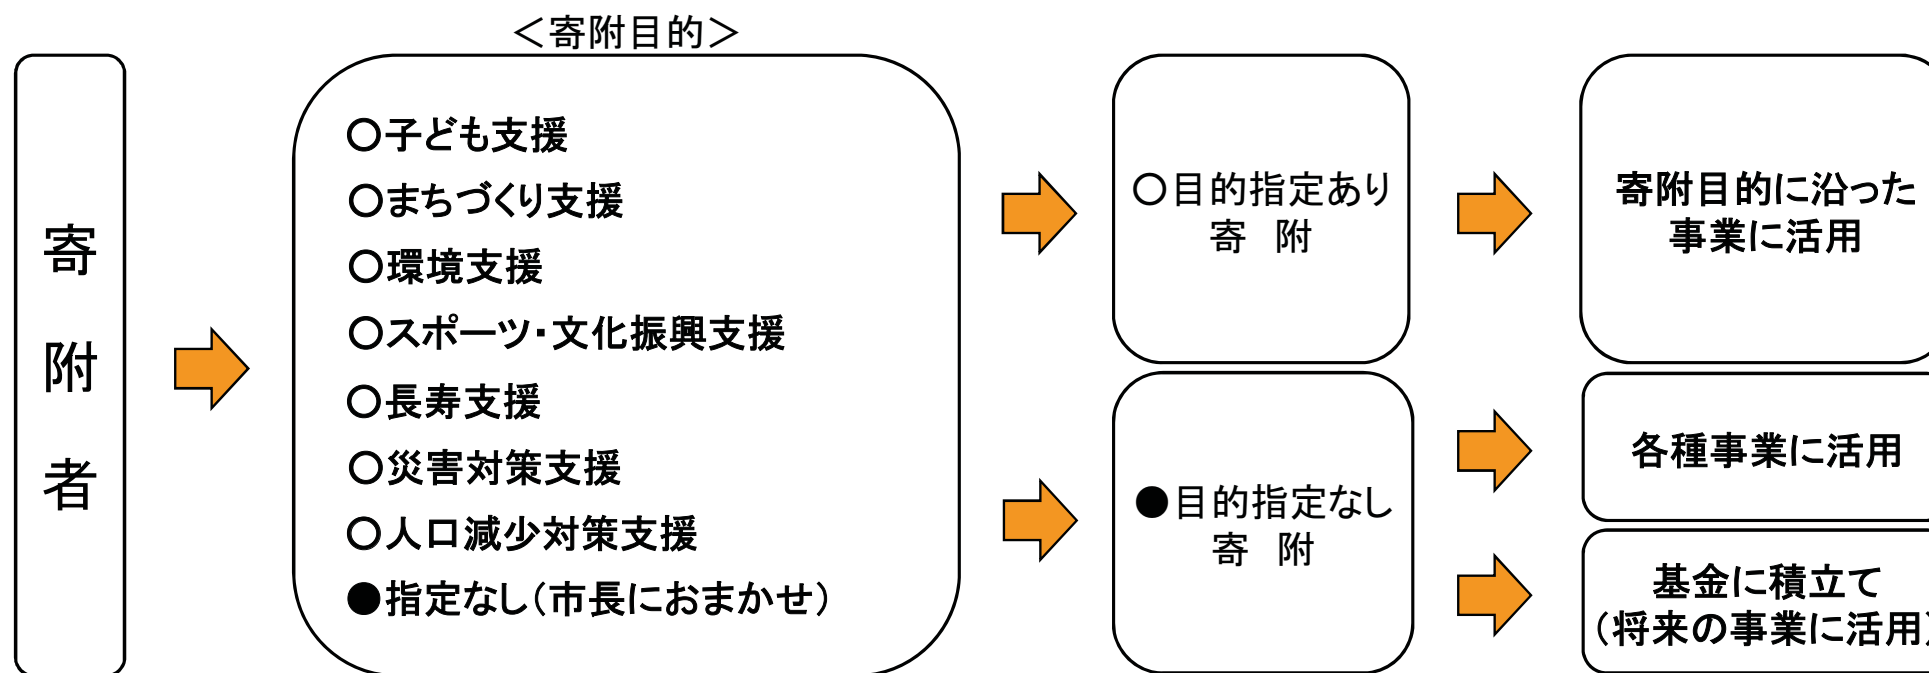 ＜寄附目的＞
寄附者
○子ども支援
○まちづくり支援
○環境支援
○スポーツ・文化振興支援
○長寿支援
○災害対策支援
○人口減少対策支援
●指定なし（市長におまかせ）
○目的指定あり
寄　附
寄附目的に沿った
事業に活用
●目的指定なし
寄　附
各種事業に活用
基金に積立て
（将来の事業に活用）